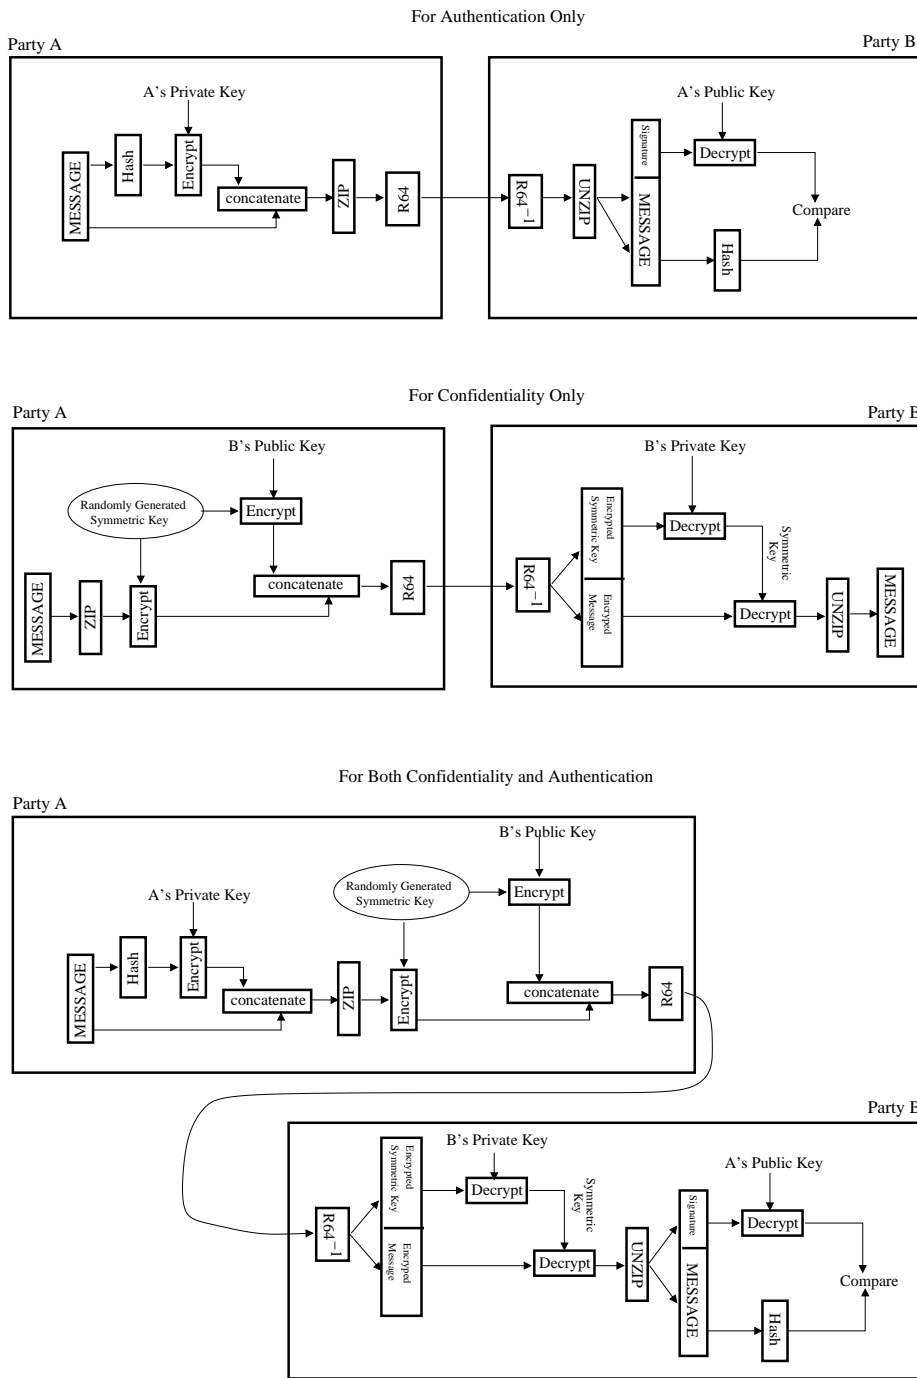 For Authentication Only
Party A
Party B
A's Private Key
A's Public Key
MESSAGE
Hash
Encrypt
concatenate
ZIP
R64
R64−1
UNZIP
Signature
MESSAGE
Decrypt
Hash
Compare
For Confidentiality Only
Party A
Party B
B's Public Key
B's Private Key
Randomly Generated
Symmetric Key
Encrypt
MESSAGE
ZIP
Encrypt
concatenate
R64
R64−1
Encrypted
Symmetric Key
Encryped
Message
Decrypt
Symmetric
Key
Decrypt
UNZIP
MESSAGE
For Both Confidentiality and Authentication
Party A
B's Public Key
A's Private Key
Randomly Generated
Symmetric Key
Encrypt
MESSAGE
Hash
Encrypt
concatenate
ZIP
Encrypt
concatenate
R64
Party B
B's Private Key
A's Public Key
R64−1
Encrypted
Symmetric Key
Encryped
Message
Decrypt
Symmetric
Key
Decrypt
UNZIP
Signature
MESSAGE
Decrypt
Hash
Compare